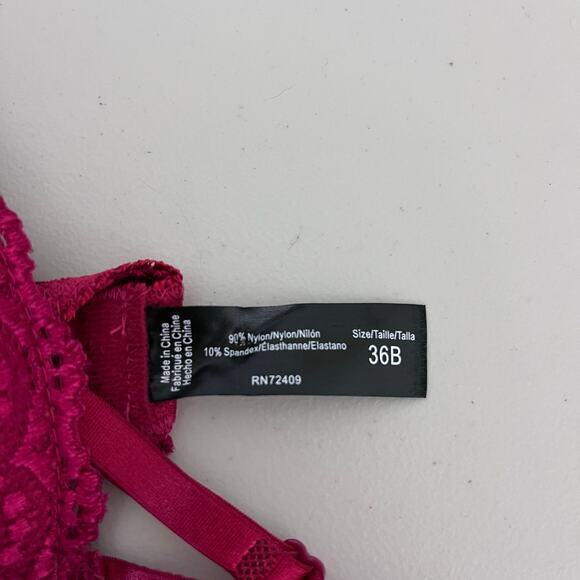 Made in China
Fabriqué en Chine
Hecho en China
90% Nylon/Nylon/Nilón
10% Spandex/Élasthanne/Elastano
RN72409
Size/Taille/Talla
36B